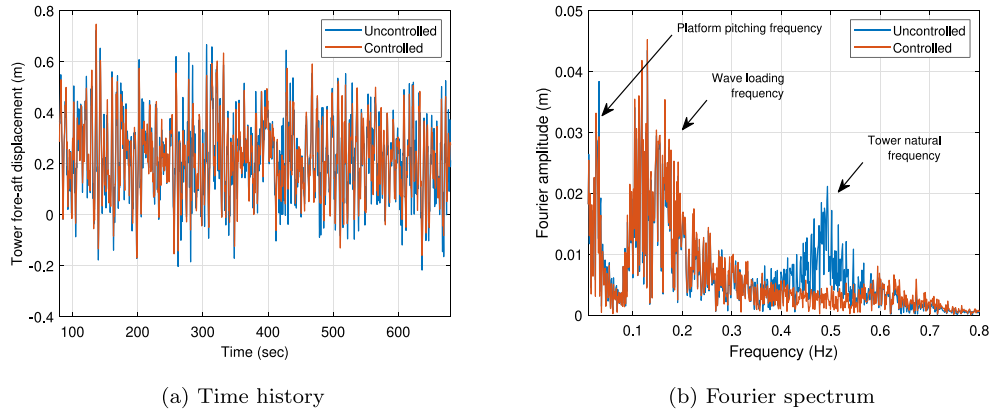 Uncontrolled
Controlled
0.8
0.6
0.4
0.2
0
-0.2
-0.4
Tower fore-aft displacement (m)
100
200
300
400
500
600
Time (sec)
(a) Time history
Uncontrolled
Controlled
Platform pitching frequency
Wave loading
frequency
Tower natural
frequency
0.05
0.04
0.03
0.02
0.01
0
Fourier amplitude (m)
0.1
0.2
0.3
0.4
0.5
0.6
0.7
0.8
Frequency (Hz)
(b) Fourier spectrum